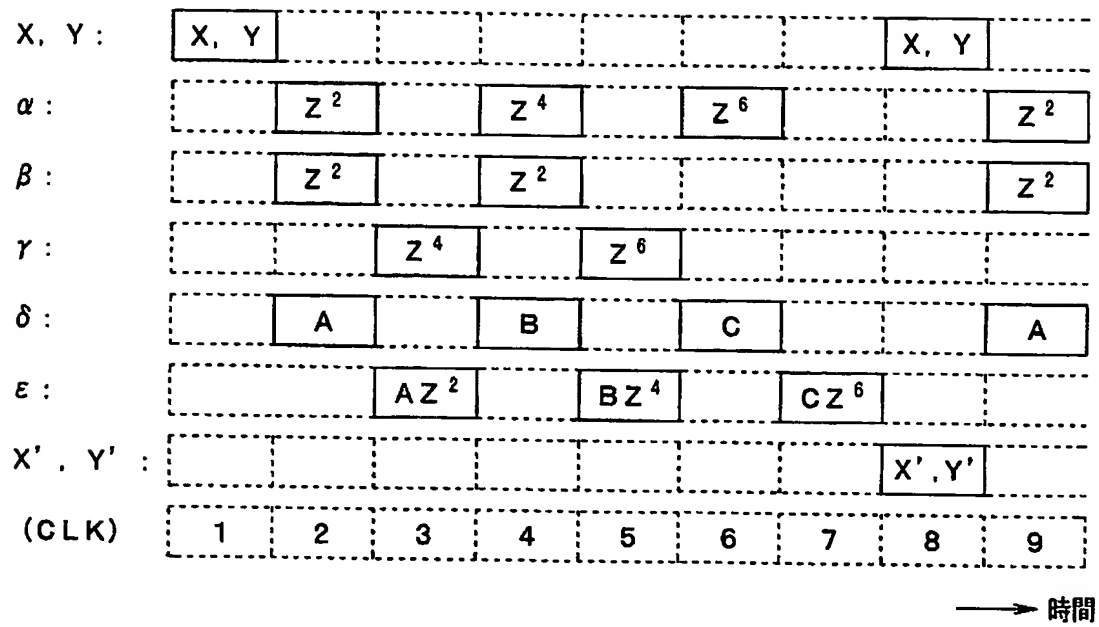 X, Y: X, Y X, Y
α: Z² Z⁴ Z⁶ Z²
β: Z² Z² Z²
γ: Z⁴ Z⁶
δ: A B C A
ε: AZ² BZ⁴ CZ⁶
X', Y': X', Y'
(CLK) 1 2 3 4 5 6 7 8 9
時間